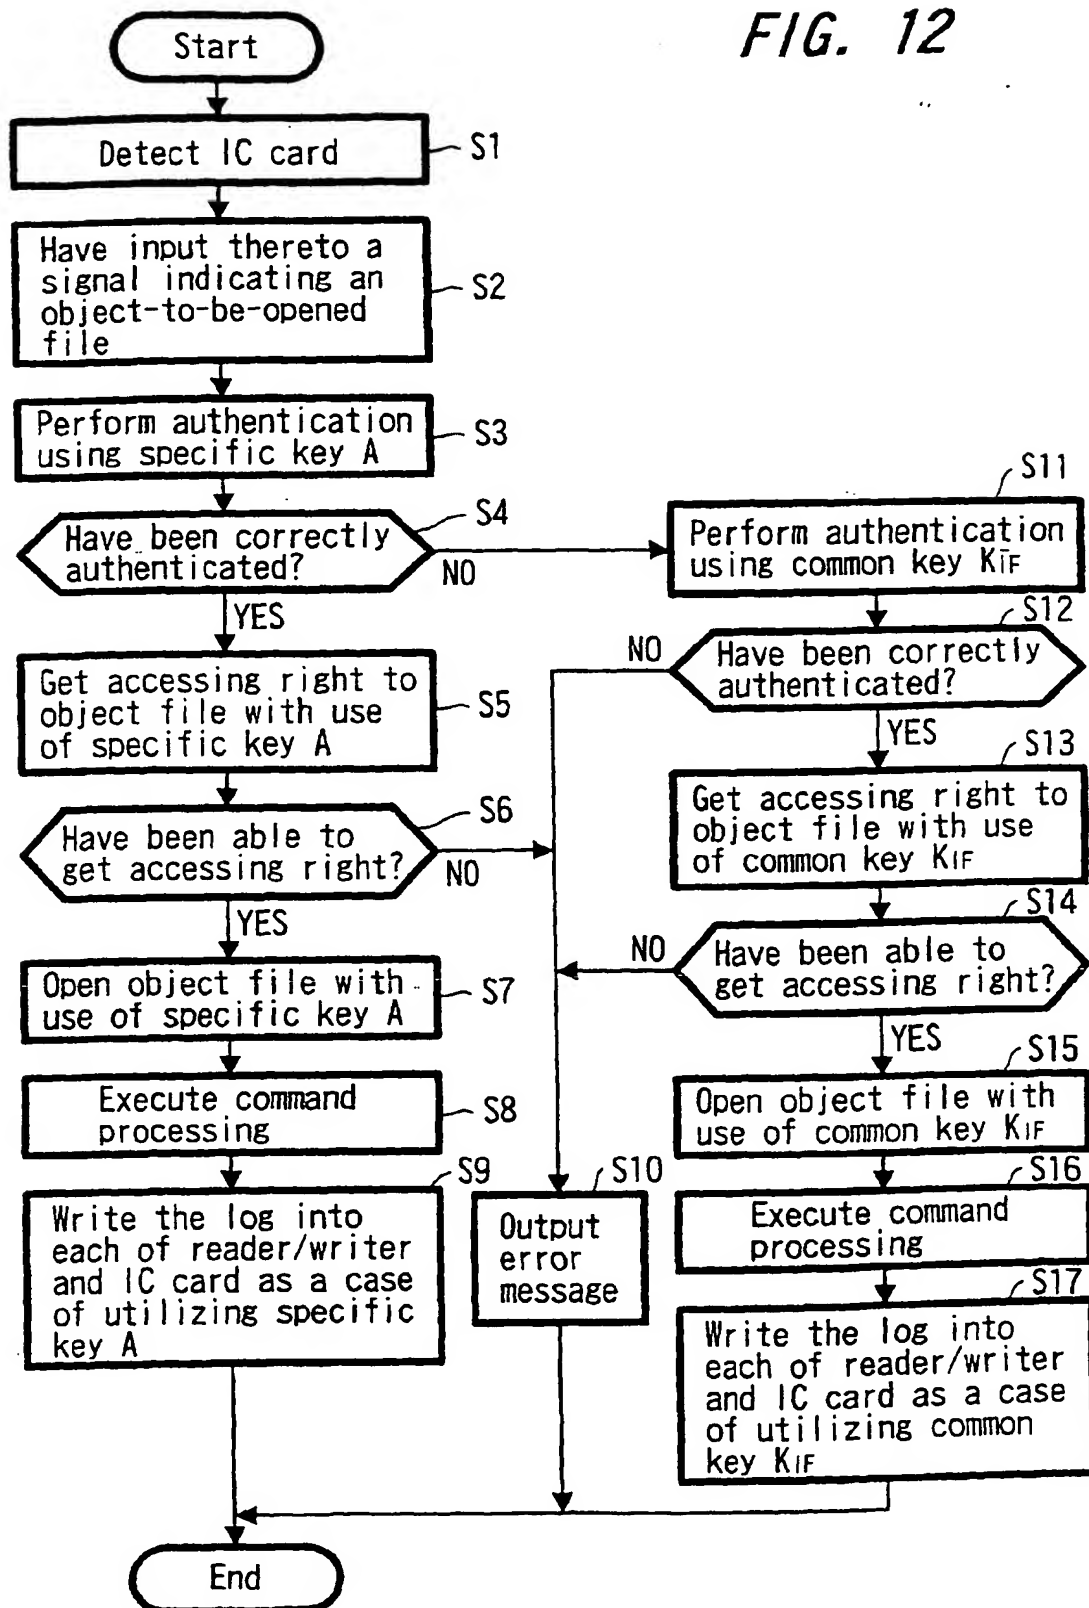 FIG. 12
Start
Detect IC card
S1
Have input thereto a
signal indicating an
object-to-be-opened
file
S2
Perform authentication
using specific key A
S3
Have been correctly
authenticated?
S4
NO
YES
Get accessing right to
object file with use
of specific key A
S5
Have been able to
get accessing right?
S6
NO
YES
Open object file with
use of specific key A
S7
Execute command
processing
S8
Write the log into
each of reader/writer
and IC card as a case
of utilizing specific
key A
S9
Output
error
message
S10
Perform authentication
using common key KIF
S11
Have been correctly
authenticated?
S12
NO
YES
Get accessing right to
object file with use
of common key KIF
S13
Have been able to
get accessing right?
S14
NO
YES
Open object file with
use of common key KIF
S15
Execute command
processing
S16
Write the log into
each of reader/writer
and IC card as a case
of utilizing common
key KIF
S17
End